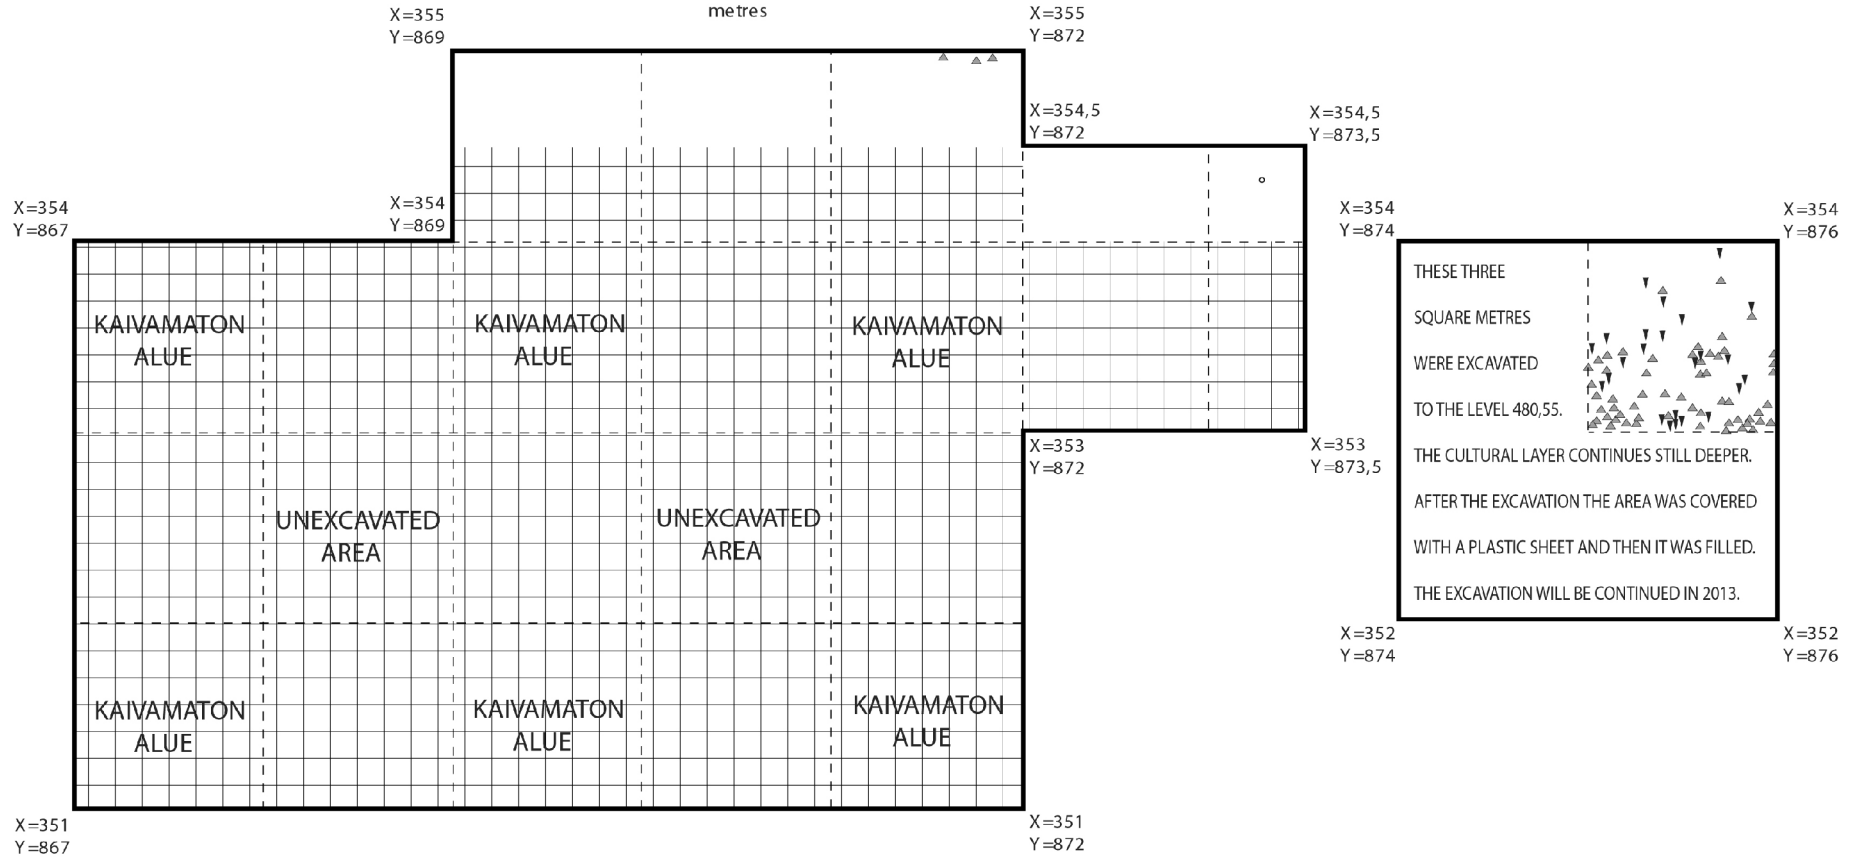 metres
X=355
Y=869
X=355
Y=872
X=354,5
Y=872
X=354,5
Y=873,5
X=354
Y=867
X=354
Y=869
X=354
Y=874
X=354
Y=876
KAIVAMATON
ALUE
KAIVAMATON
ALUE
KAIVAMATON
ALUE
X=353
Y=872
X=353
Y=873,5
UNEXCAVATED
AREA
UNEXCAVATED
AREA
KAIVAMATON
ALUE
KAIVAMATON
ALUE
KAIVAMATON
ALUE
X=351
Y=867
X=351
Y=872
THESE THREE
SQUARE METRES
WERE EXCAVATED
TO THE LEVEL 480,55.
THE CULTURAL LAYER CONTINUES STILL DEEPER.
AFTER THE EXCAVATION THE AREA WAS COVERED
WITH A PLASTIC SHEET AND THEN IT WAS FILLED.
THE EXCAVATION WILL BE CONTINUED IN 2013.
X=352
Y=874
X=352
Y=876